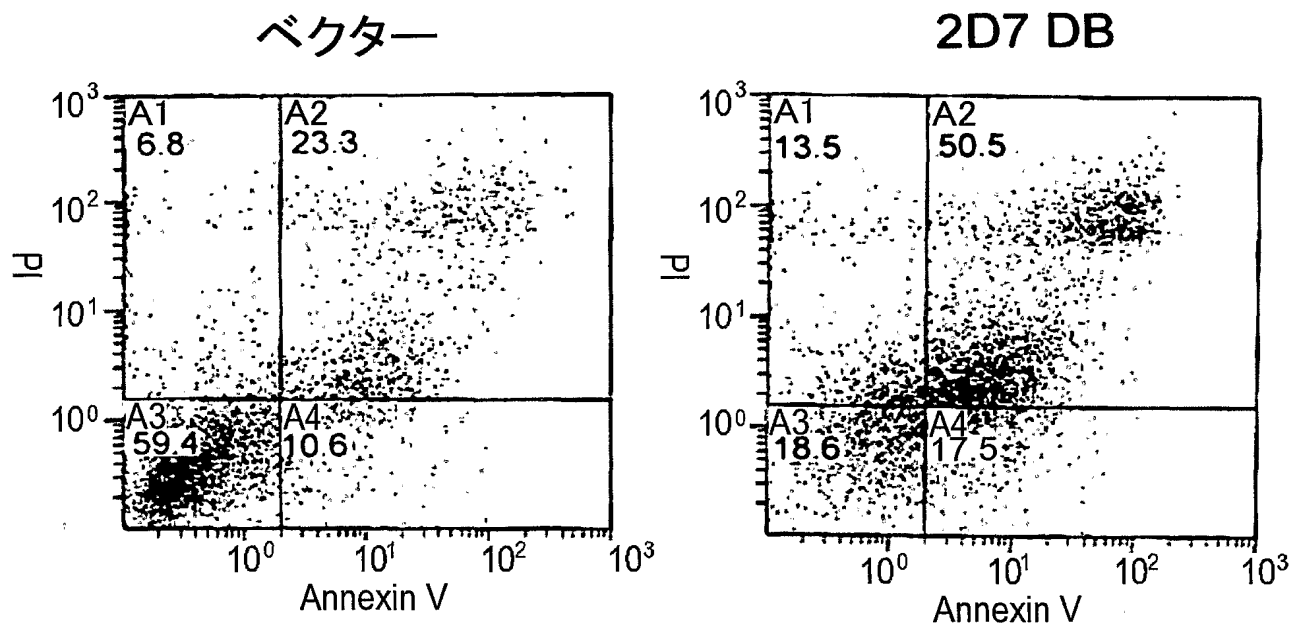 ベクター
10³
10²
10¹
10⁰
PI
A1
6.8
A2
23.3
A3
59.4
A4
10.6
10⁰ 10¹ 10² 10³
Annexin V
2D7 DB
10³
10²
10¹
10⁰
PI
A1
13.5
A2
50.5
A3
18.6
A4
17.5
10⁰ 10¹ 10² 10³
Annexin V